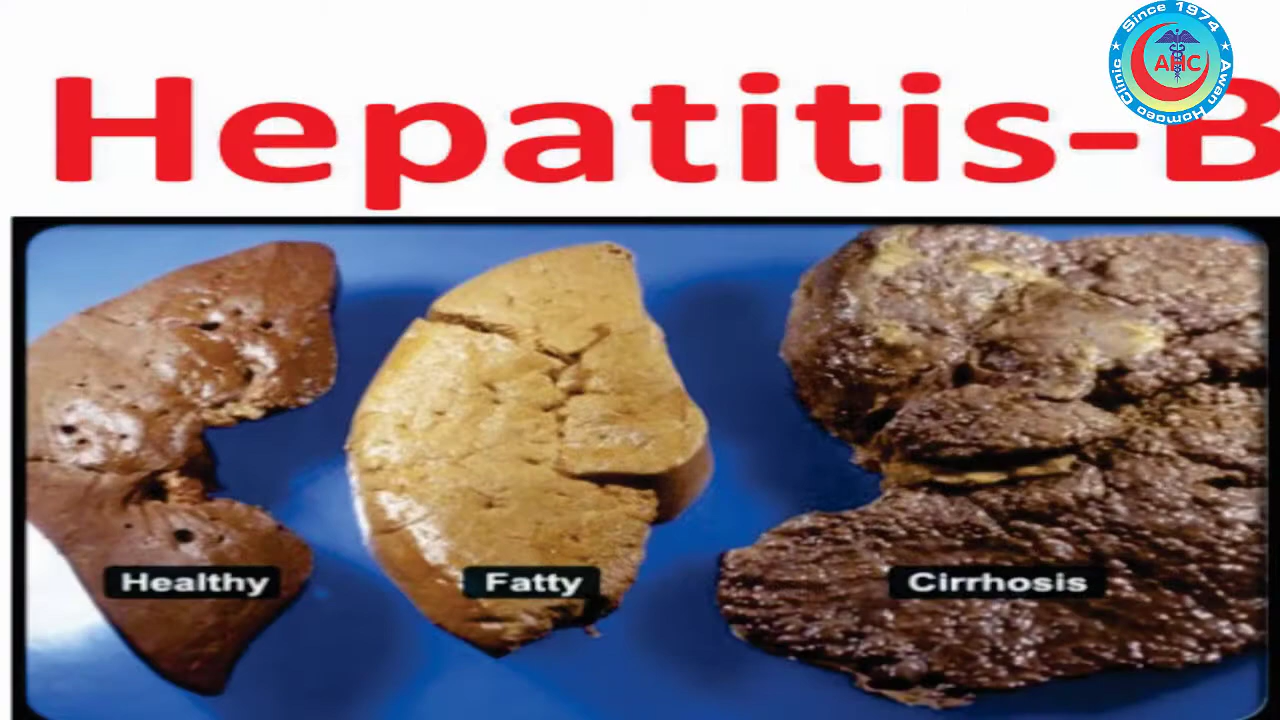 Since 1974
AHC
Awan Homoeo Clinic
Hepatitis-B
Healthy
Fatty
Cirrhosis